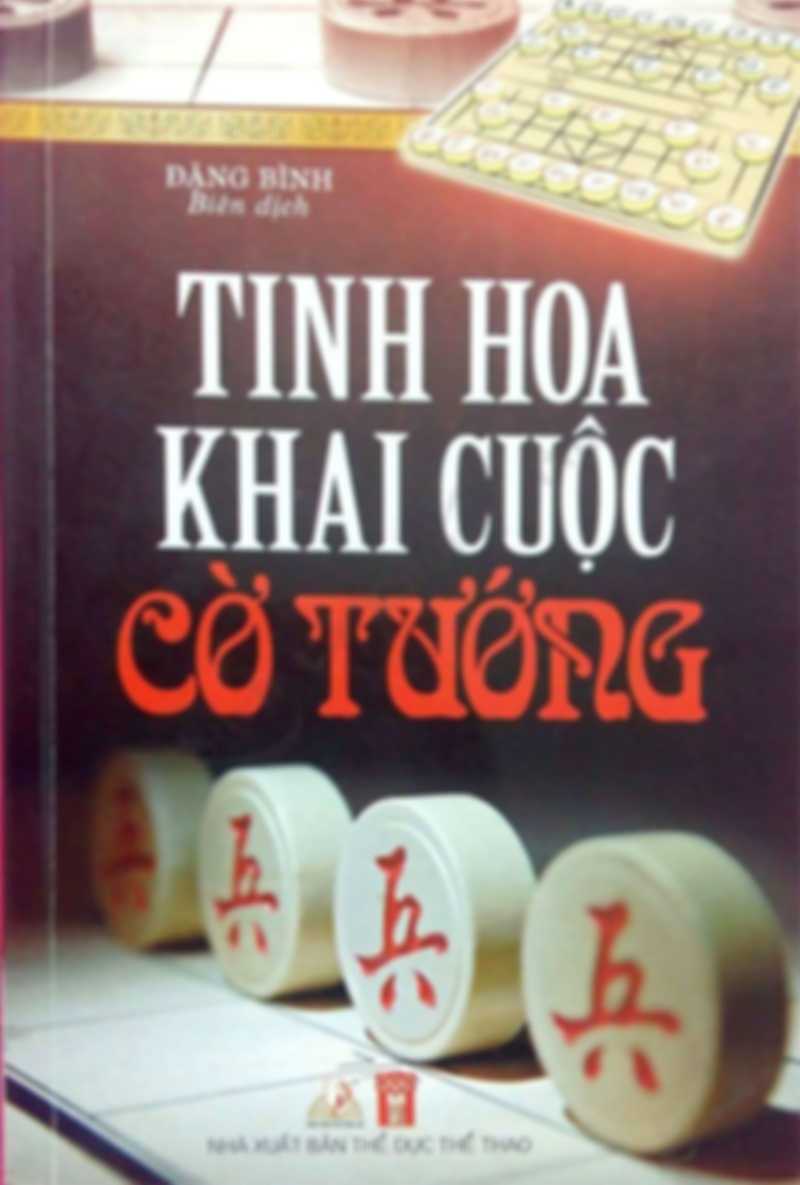 ĐẶNG BÌNH
Biên dịch
TINH HOA
KHAI CUỘC
CỜ TƯỚNG
兵
兵
兵
兵
NHÀ XUẤT BẢN THỂ DỤC THỂ THAO